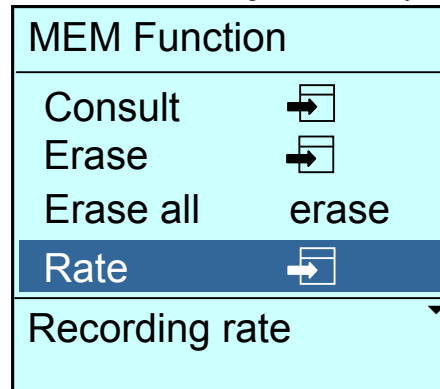 MEM Function
Consult
Erase
Erase all erase
Rate
Recording rate